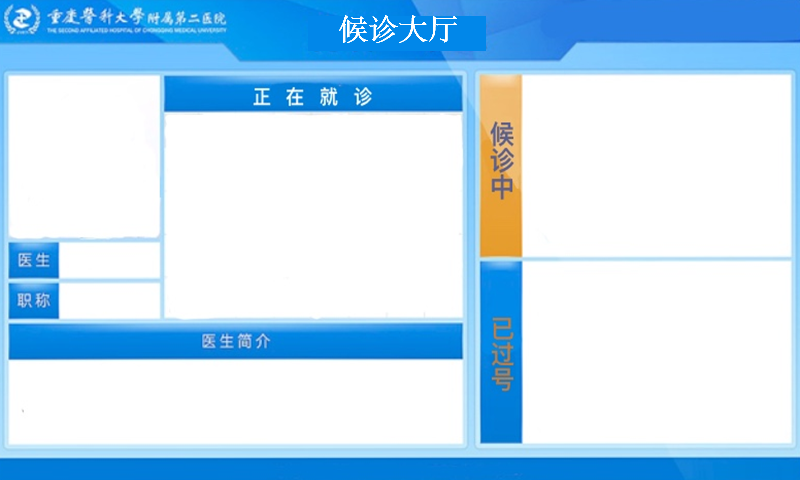 重庆醫科大學附属第二医院
THE SECOND AFFILIATED HOSPITAL OF CHONGQING MEDICAL UNIVERSITY
候诊大厅
正在就诊
医生
职称
医生简介
候诊中
已过号